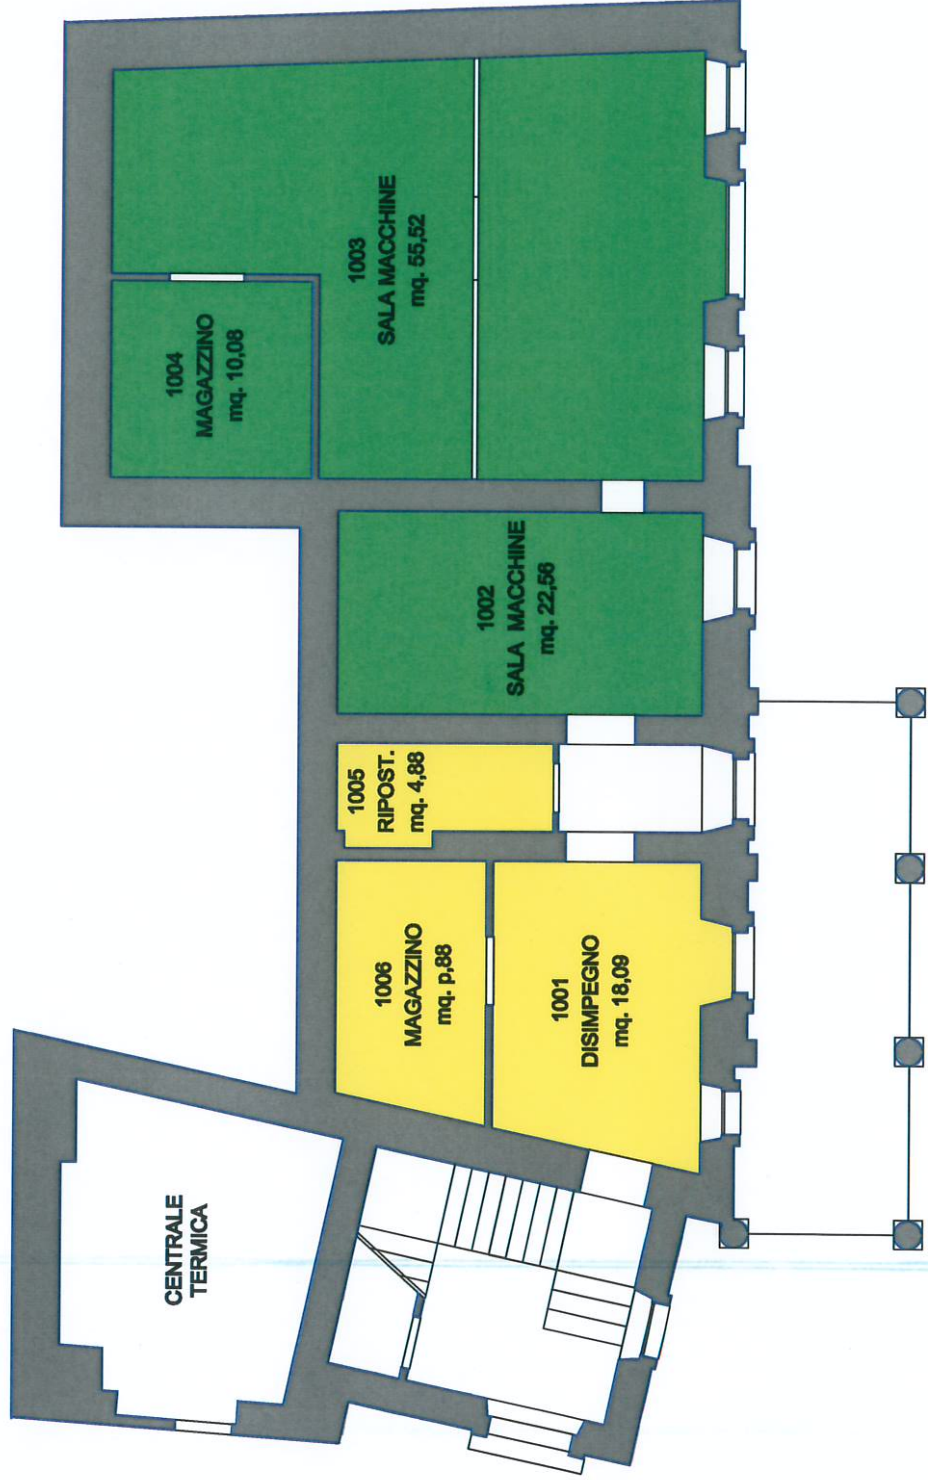 CENTRALE
TERMICA
1006
MAGAZZINO
mq. p,88
1005
RIPOST.
mq. 4,88
1001
DISIMPEGNO
mq. 18,09
1002
SALA MACCHINE
mq. 22,56
1004
MAGAZZINO
mq. 10,08
1003
SALA MACCHINE
mq. 55,52